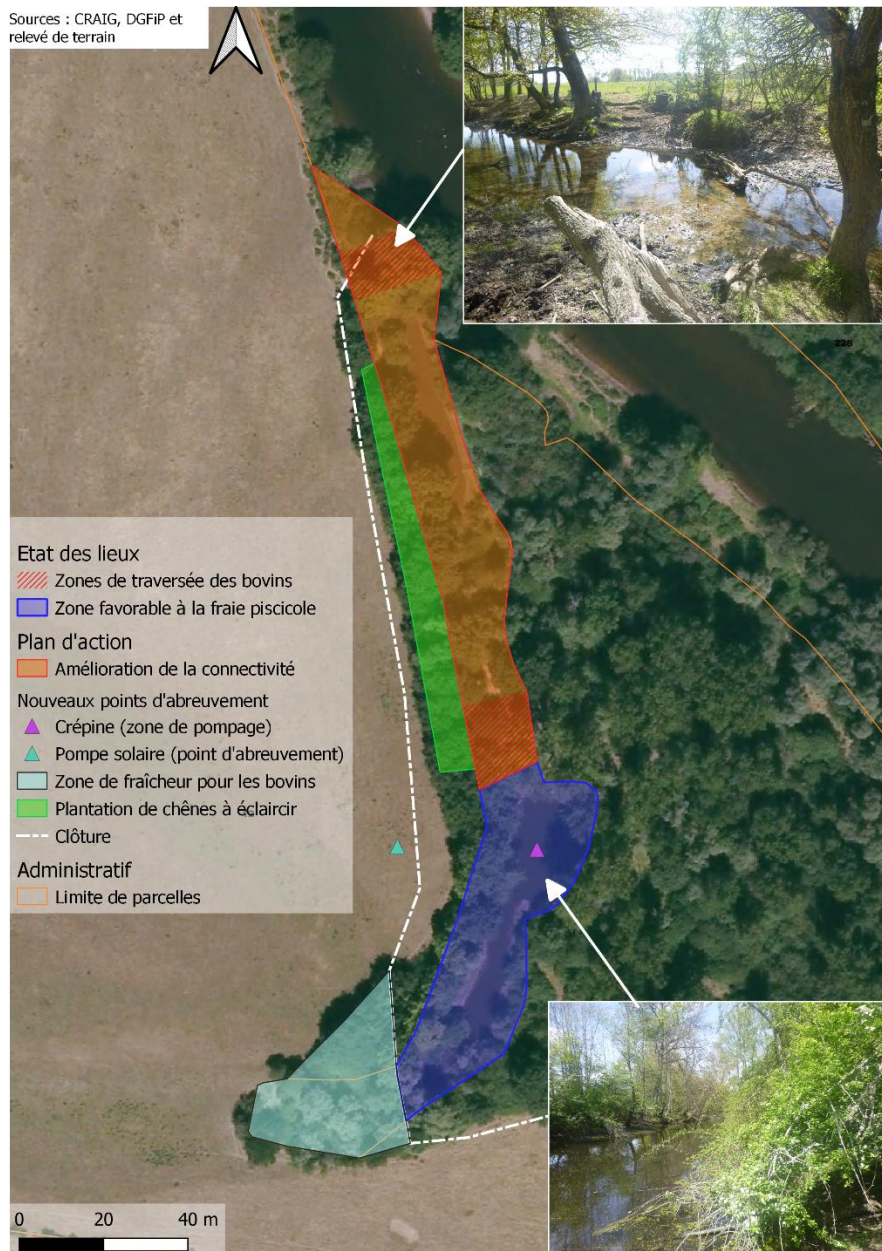 Sources : CRAIG, DGFiP et
relevé de terrain
226
Etat des lieux
Zones de traversée des bovins
Zone favorable à la fraie piscicole
Plan d'action
Amélioration de la connectivité
Nouveaux points d'abreuvement
Crépine (zone de pompage)
Pompe solaire (point d'abreuvement)
Zone de fraîcheur pour les bovins
Plantation de chênes à éclaircir
Clôture
Administratif
Limite de parcelles
0 20 40 m